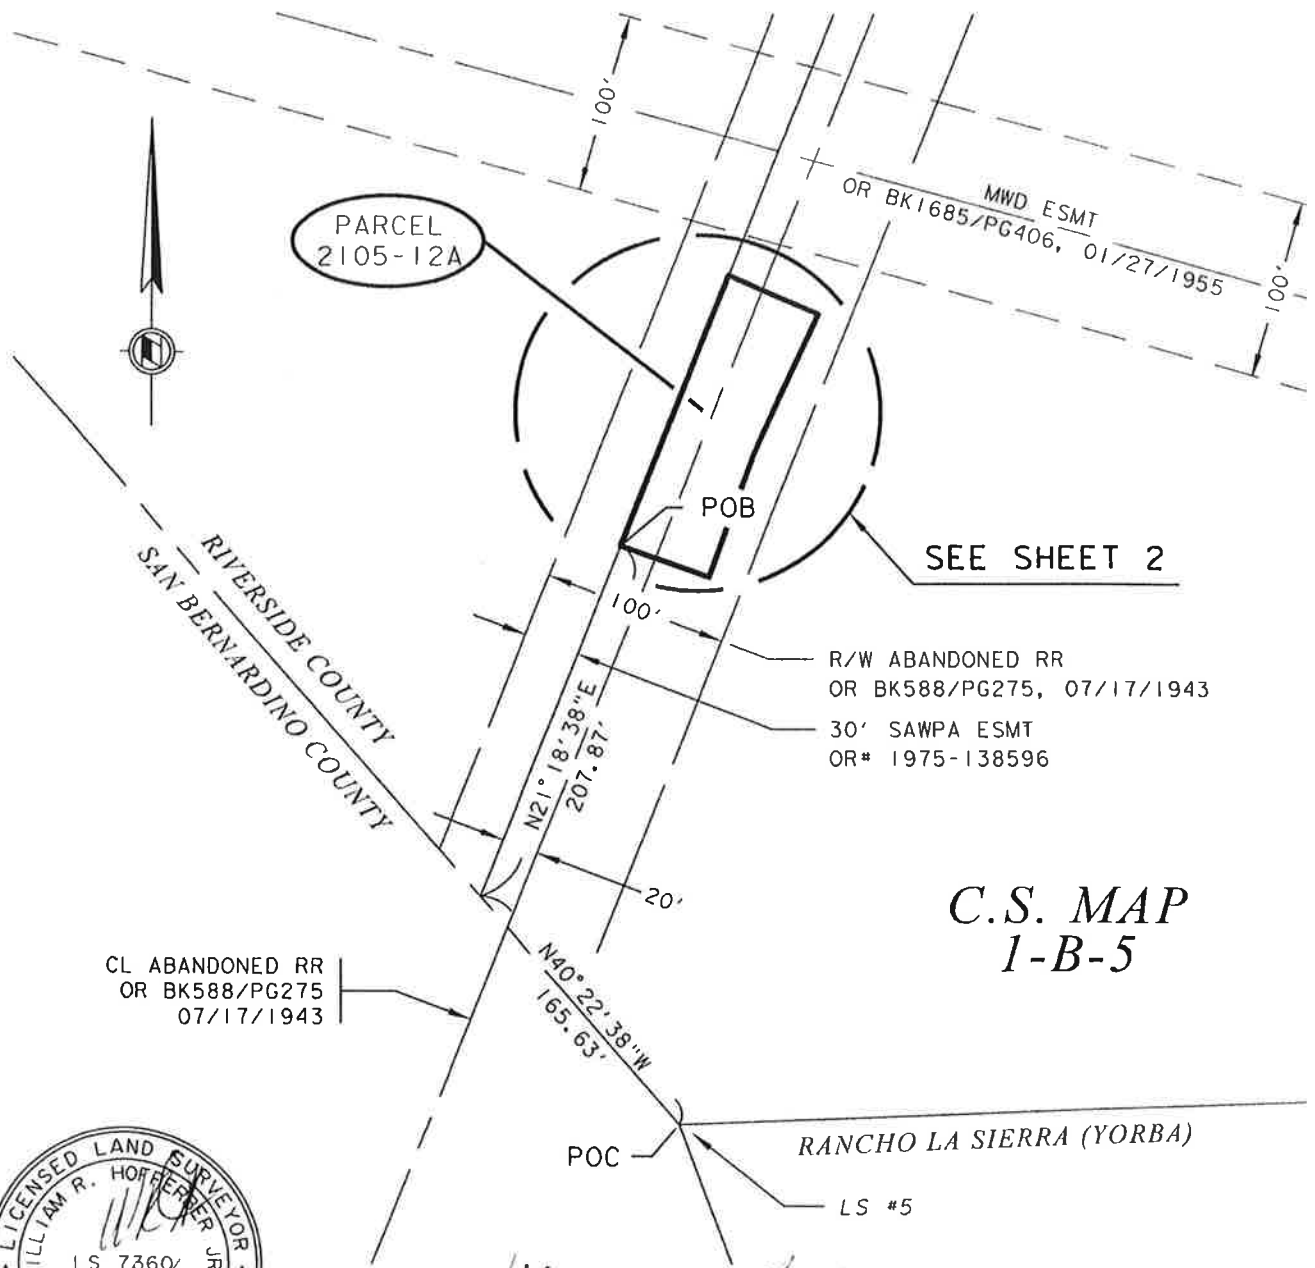 100'
MWD ESMT
OR BK1685/PG406, 01/27/1955
100'
PARCEL
2105-12A
POB
SEE SHEET 2
RIVERSIDE COUNTY
SAN BERNARDINO COUNTY
100'
R/W ABANDONED RR
OR BK588/PG275, 07/17/1943
30' SAWPA ESMT
OR# 1975-138596
N21°18'38"E
207.87'
20'
C.S. MAP
1-B-5
CL ABANDONED RR
OR BK588/PG275
07/17/1943
N40°22'38"W
165.63'
POC
RANCHO LA SIERRA (YORBA)
LS #5
LICENSED LAND SURVEYOR
ILLIAM R. HOFFERBER JR
LS 7360